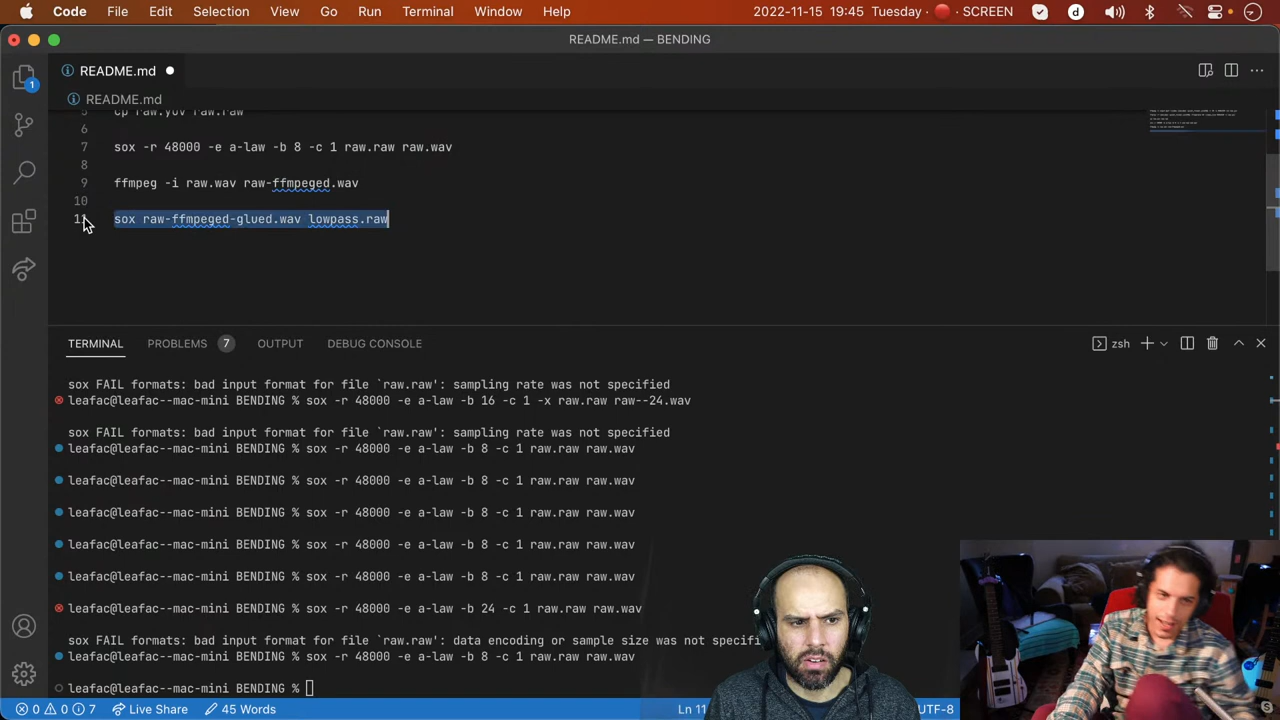 Code File Edit Selection View Go Run Terminal Window Help 2022-11-15 19:45 Tuesday SCREEN
README.md — BENDING
README.md
README.md
5 cp raw.yuv raw.raw
6
7 sox -r 48000 -e a-law -b 8 -c 1 raw.raw raw.wav
8
9 ffmpeg -i raw.wav raw-ffmpeged.wav
10
11 sox raw-ffmpeged-glued.wav lowpass.raw
TERMINAL PROBLEMS 7 OUTPUT DEBUG CONSOLE zsh
sox FAIL formats: bad input format for file `raw.raw': sampling rate was not specified
leafac@leafac--mac-mini BENDING % sox -r 48000 -e a-law -b 16 -c 1 -x raw.raw raw--24.wav
sox FAIL formats: bad input format for file `raw.raw': sampling rate was not specified
leafac@leafac--mac-mini BENDING % sox -r 48000 -e a-law -b 8 -c 1 raw.raw raw.wav
leafac@leafac--mac-mini BENDING % sox -r 48000 -e a-law -b 8 -c 1 raw.raw raw.wav
leafac@leafac--mac-mini BENDING % sox -r 48000 -e a-law -b 8 -c 1 raw.raw raw.wav
leafac@leafac--mac-mini BENDING % sox -r 48000 -e a-law -b 8 -c 1 raw.raw raw.wav
leafac@leafac--mac-mini BENDING % sox -r 48000 -e a-law -b 8 -c 1 raw.raw raw.wav
leafac@leafac--mac-mini BENDING % sox -r 48000 -e a-law -b 24 -c 1 raw.raw raw.wav
sox FAIL formats: bad input format for file `raw.raw': data encoding or sample size was not specifi
leafac@leafac--mac-mini BENDING % sox -r 48000 -e a-law -b 8 -c 1 raw.raw raw.wav
leafac@leafac--mac-mini BENDING %
0 0 7 Live Share 45 Words Ln 11 UTF-8